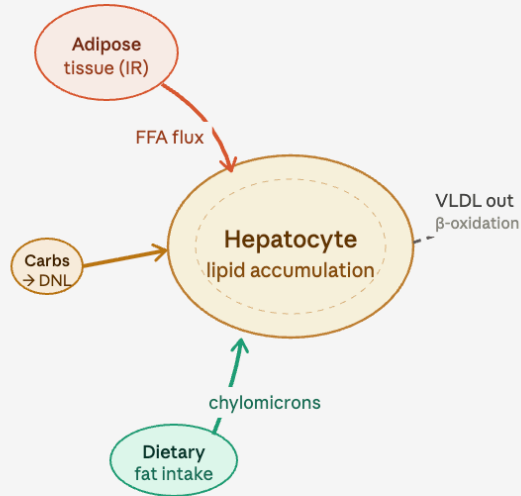 Adipose
tissue (IR)
FFA flux
VLDL out
β-oxidation
Hepatocyte
lipid accumulation
Carbs
→ DNL
chylomicrons
Dietary
fat intake